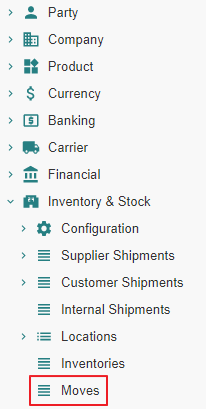 Party
Company
Product
Currency
Banking
Carrier
Financial
Inventory & Stock
Configuration
Supplier Shipments
Customer Shipments
Internal Shipments
Locations
Inventories
Moves